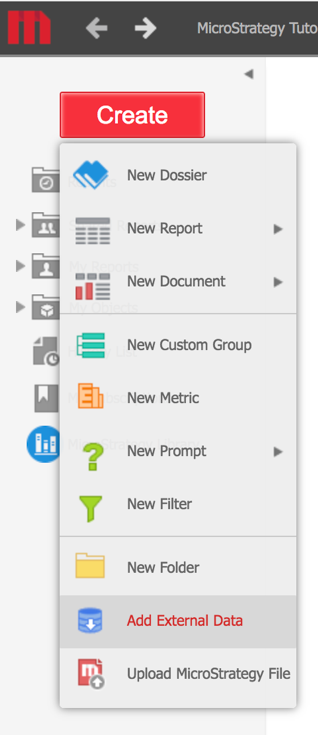 MicroStrategy Tuto
Create
New Dossier
New Report
New Document
New Custom Group
New Metric
New Prompt
New Filter
New Folder
Add External Data
Upload MicroStrategy File